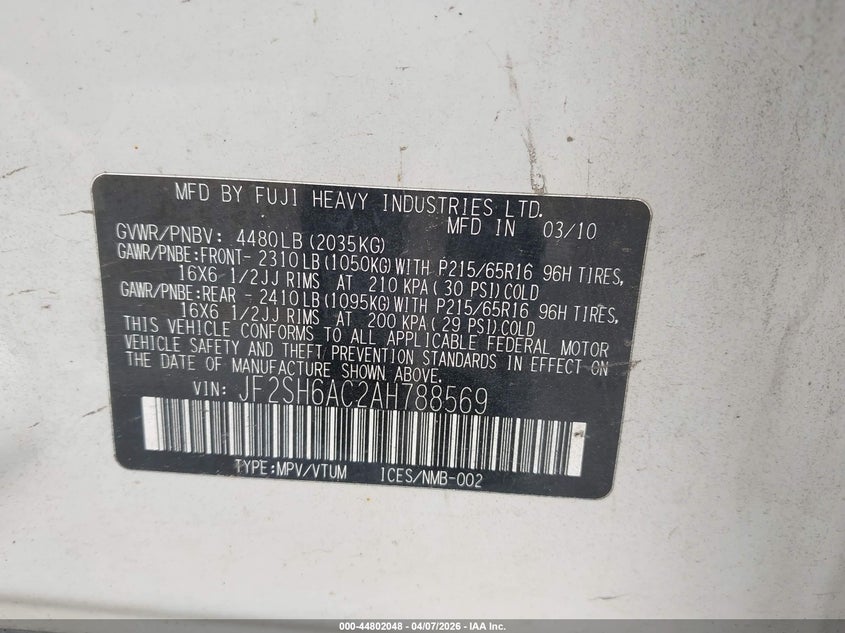 MFD BY FUJI HEAVY INDUSTRIES LTD.
MFD IN 03/10
GVWR/PNBV: 4480LB(2035KG)
GAWR/PNBE:FRONT- 2310LB(1050KG)WITH P215/65R16 96H TIRES,
16X6 1/2JJ RIMS AT 210 KPA(30 PSI)COLD
GAWR/PNBE:REAR - 2410LB(1095KG)WITH P215/65R16 96H TIRES,
16X6 1/2JJ RIMS AT 200 KPA(29 PSI)COLD
THIS VEHICLE CONFORMS TO ALL APPLICABLE FEDERAL MOTOR
VEHICLE SAFETY AND THEFT PREVENTION STANDARDS IN EFFECT ON
THE DATE OF MANUFACTURE SHOWN ABOVE.
VIN: JF2SH6AC2AH788569
TYPE:MPV/VTUM ICES/NMB-002
000-44802048 - 04/07/2026 - IAA Inc.